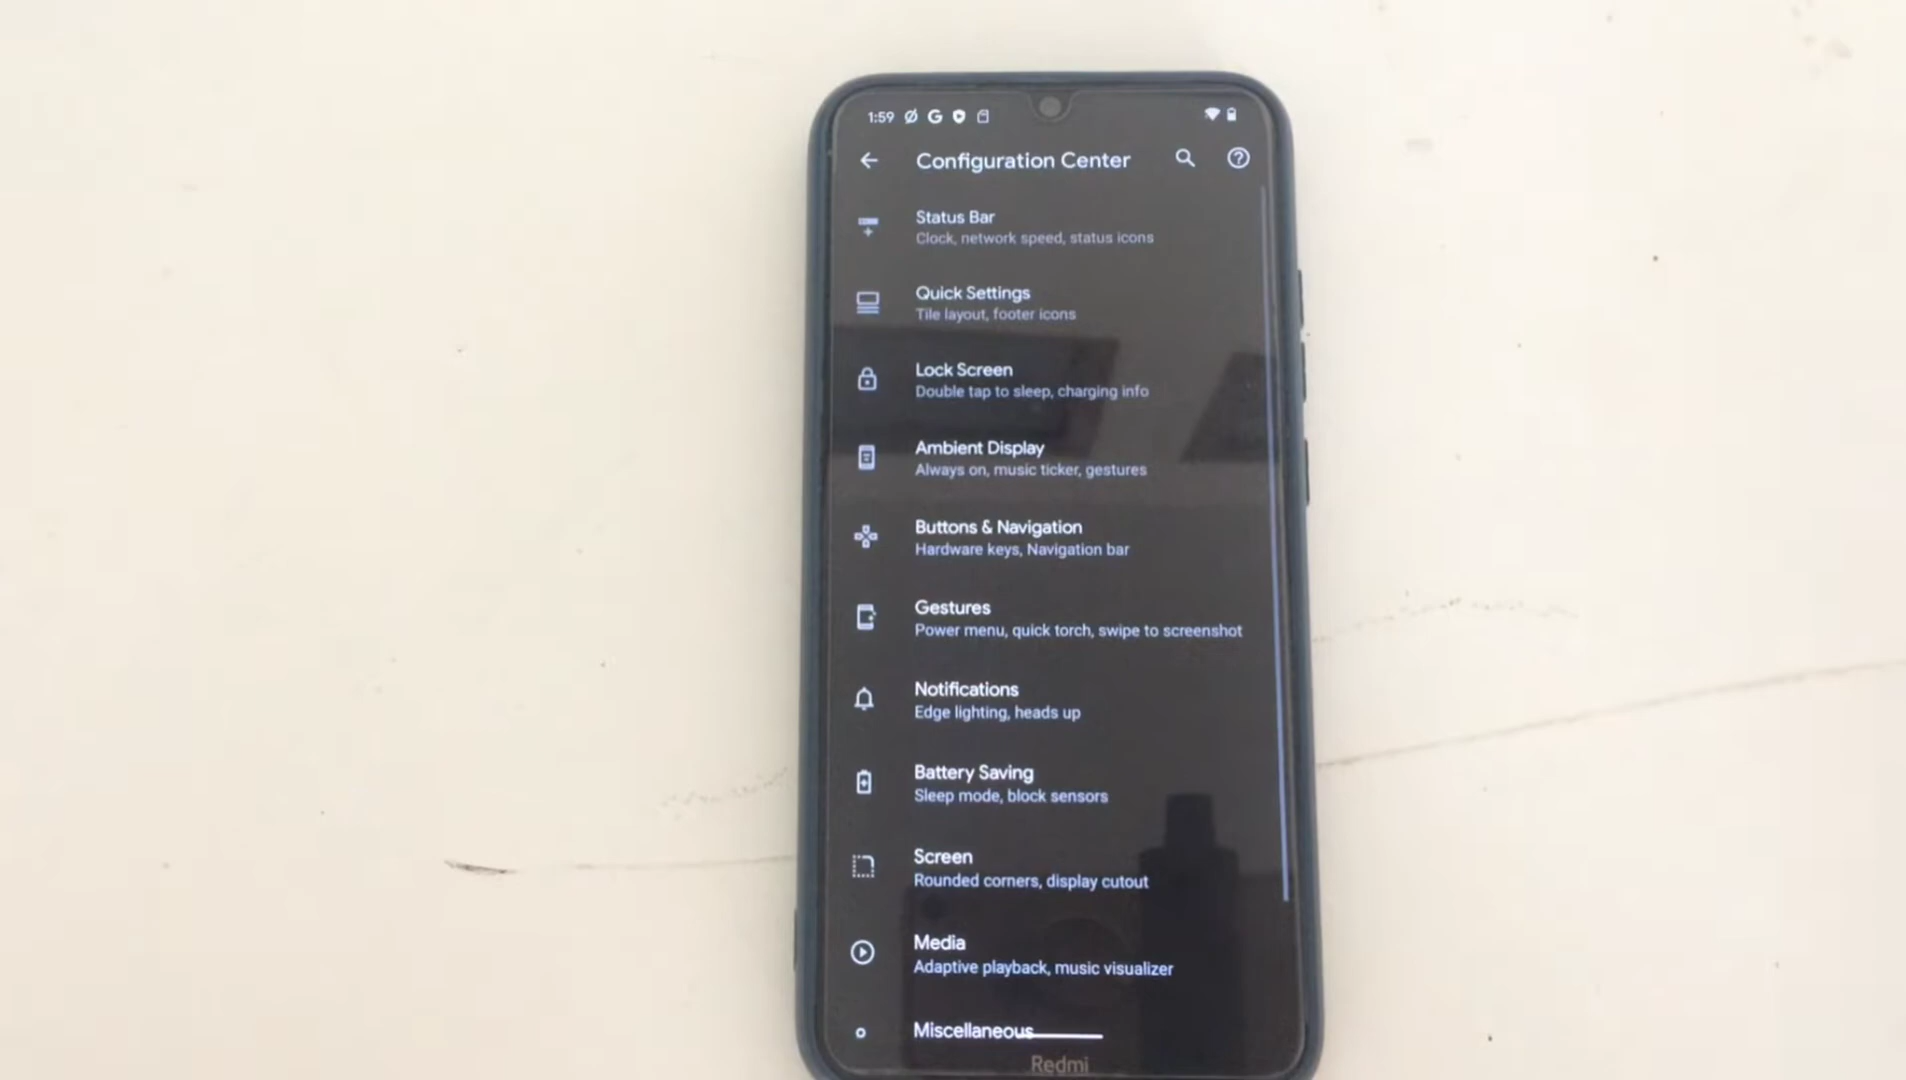 1:59
Configuration Center
Status Bar
Clock, network speed, status icons
Quick Settings
Tile layout, footer icons
Lock Screen
Double tap to sleep, charging info
Ambient Display
Always on, music ticker, gestures
Buttons & Navigation
Hardware keys, Navigation bar
Gestures
Power menu, quick torch, swipe to screenshot
Notifications
Edge lighting, heads up
Battery Saving
Sleep mode, block sensors
Screen
Rounded corners, display cutout
Media
Adaptive playback, music visualizer
Miscellaneous
Redmi